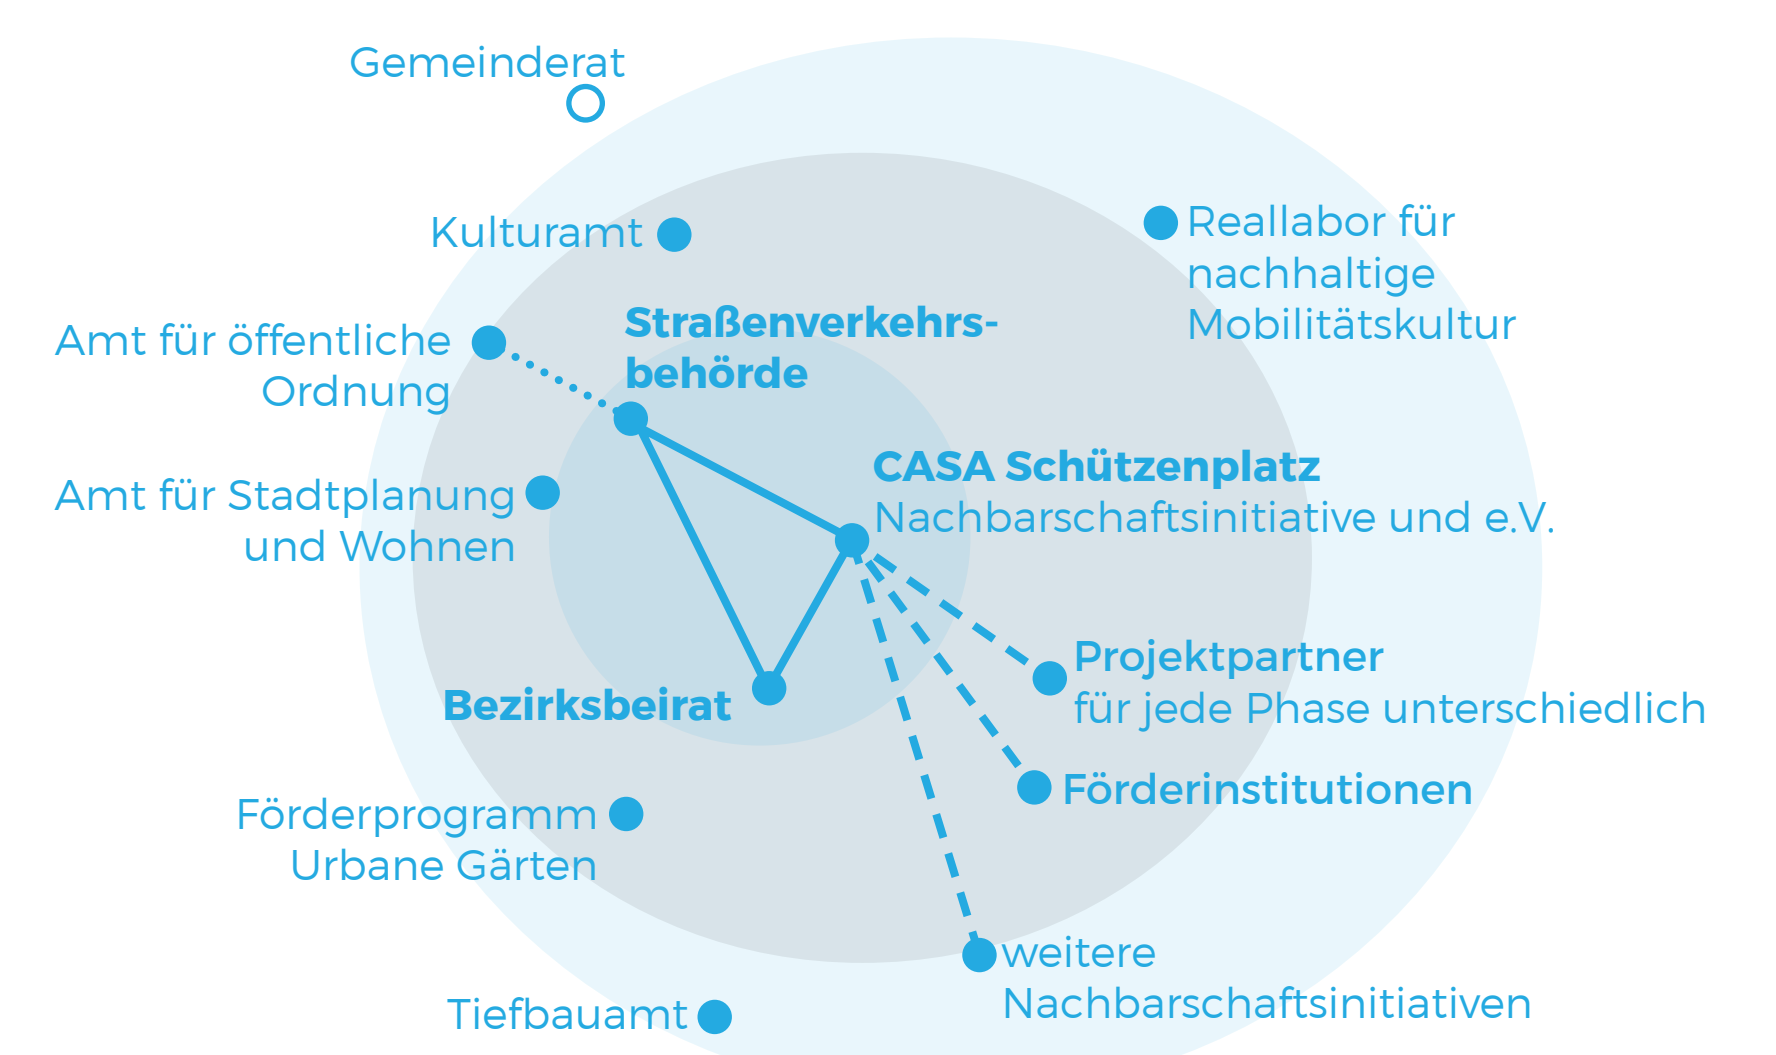 Gemeinderat
Kulturamt
Reallabor für
nachhaltige
Mobilitätskultur
Straßenverkehrs-
behörde
Amt für öffentliche
Ordnung
CASA Schützenplatz
Nachbarschaftsinitiative und e.V.
Amt für Stadtplanung
und Wohnen
Projektpartner
für jede Phase unterschiedlich
Bezirksbeirat
Förderinstitutionen
Förderprogramm
Urbane Gärten
weitere
Nachbarschaftsinitiativen
Tiefbauamt